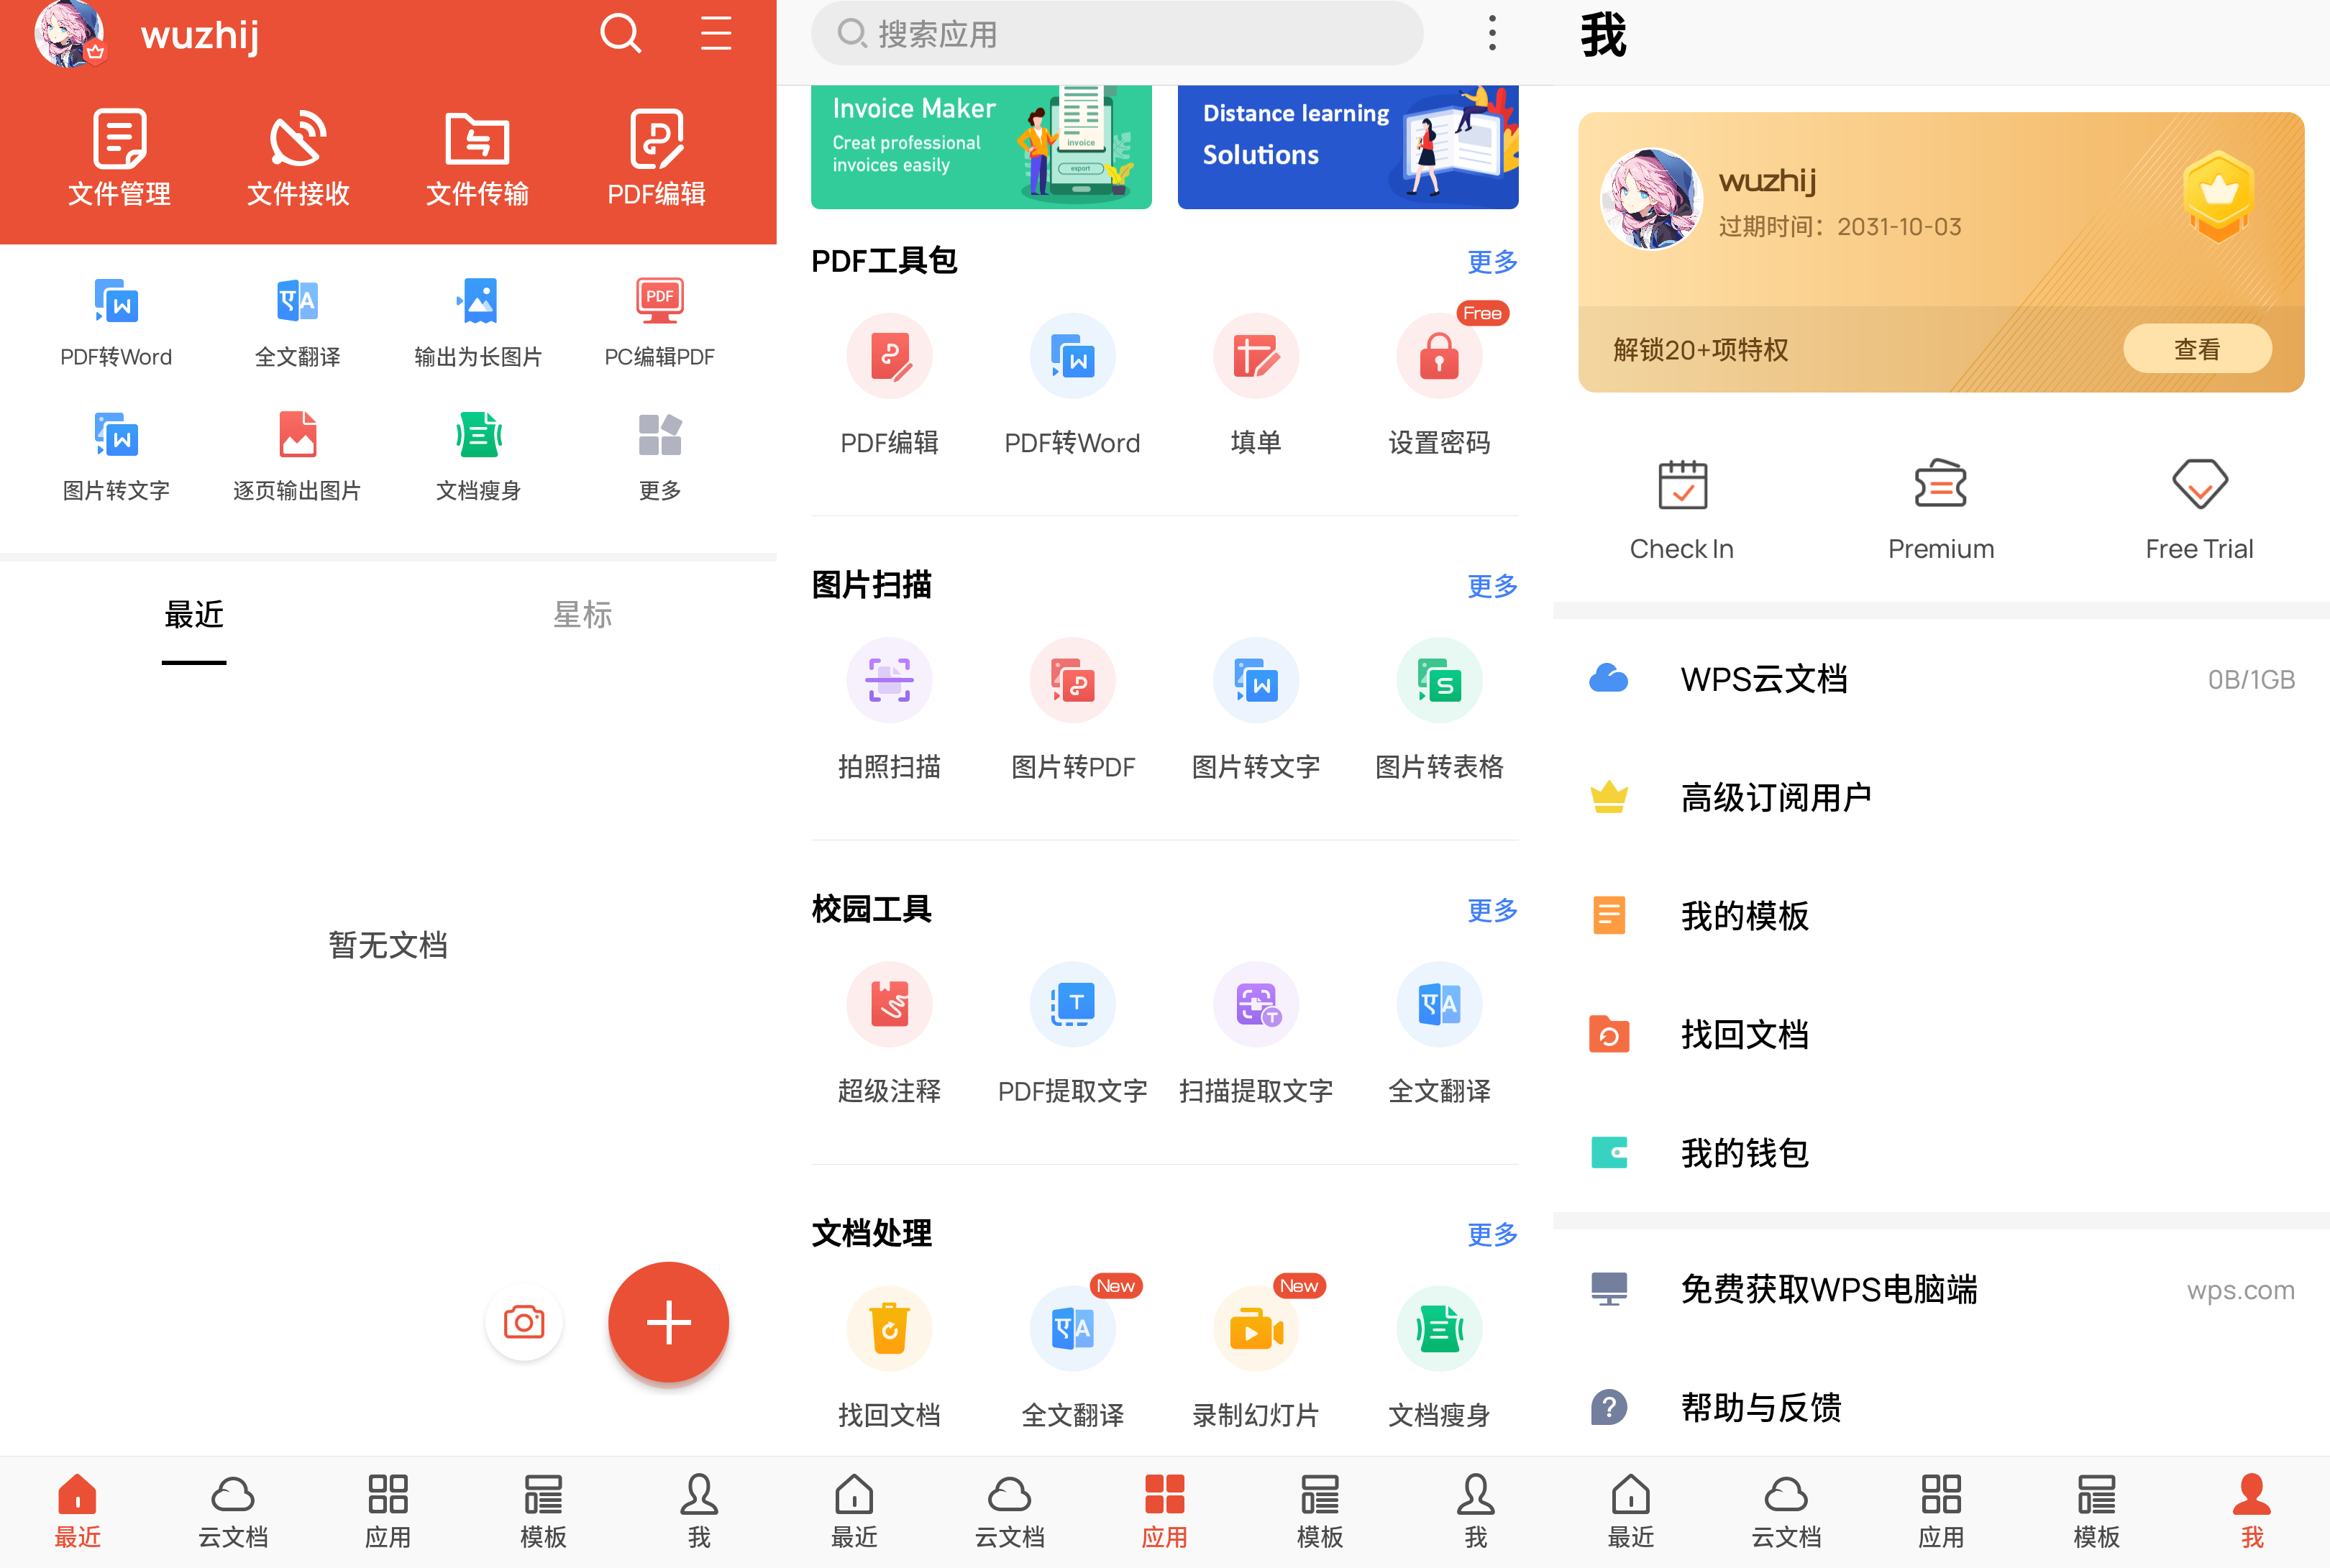 wuzhij
文件管理
文件接收
文件传输
PDF编辑
PDF转Word
全文翻译
输出为长图片
PDF
PC编辑PDF
图片转文字
逐页输出图片
文档瘦身
更多
最近
星标
暂无文档
最近
云文档
应用
模板
我
搜索应用
Invoice Maker
Creat professional
invoices easily
invoice
export
Distance learning
Solutions
PDF工具包
更多
Free
PDF编辑
PDF转Word
填单
设置密码
图片扫描
更多
拍照扫描
图片转PDF
图片转文字
图片转表格
校园工具
更多
超级注释
PDF提取文字
扫描提取文字
全文翻译
文档处理
更多
New
New
找回文档
全文翻译
录制幻灯片
文档瘦身
最近
云文档
应用
模板
我
我
wuzhij
过期时间：2031-10-03
解锁20+项特权
查看
Check In
Premium
Free Trial
WPS云文档
0B/1GB
高级订阅用户
我的模板
找回文档
我的钱包
免费获取WPS电脑端
wps.com
帮助与反馈
最近
云文档
应用
模板
我